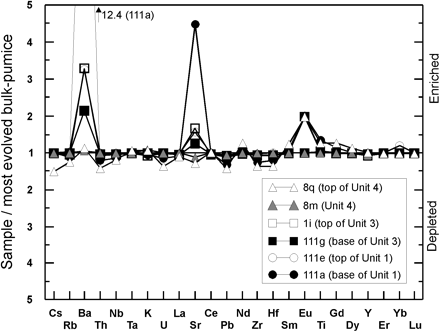 Sample / most evolved bulk-pumice
Enriched
Depleted
5
4
3
2
1
2
3
4
5
12.4 (111a)
8q (top of Unit 4)
8m (Unit 4)
1i (top of Unit 3)
111g (base of Unit 3)
111e (top of Unit 1)
111a (base of Unit 1)
Cs Ba Nb K La Ce Nd Hf Eu Gd Y Yb
Rb Th Ta U Sr Pb Zr Sm Ti Dy Er Lu